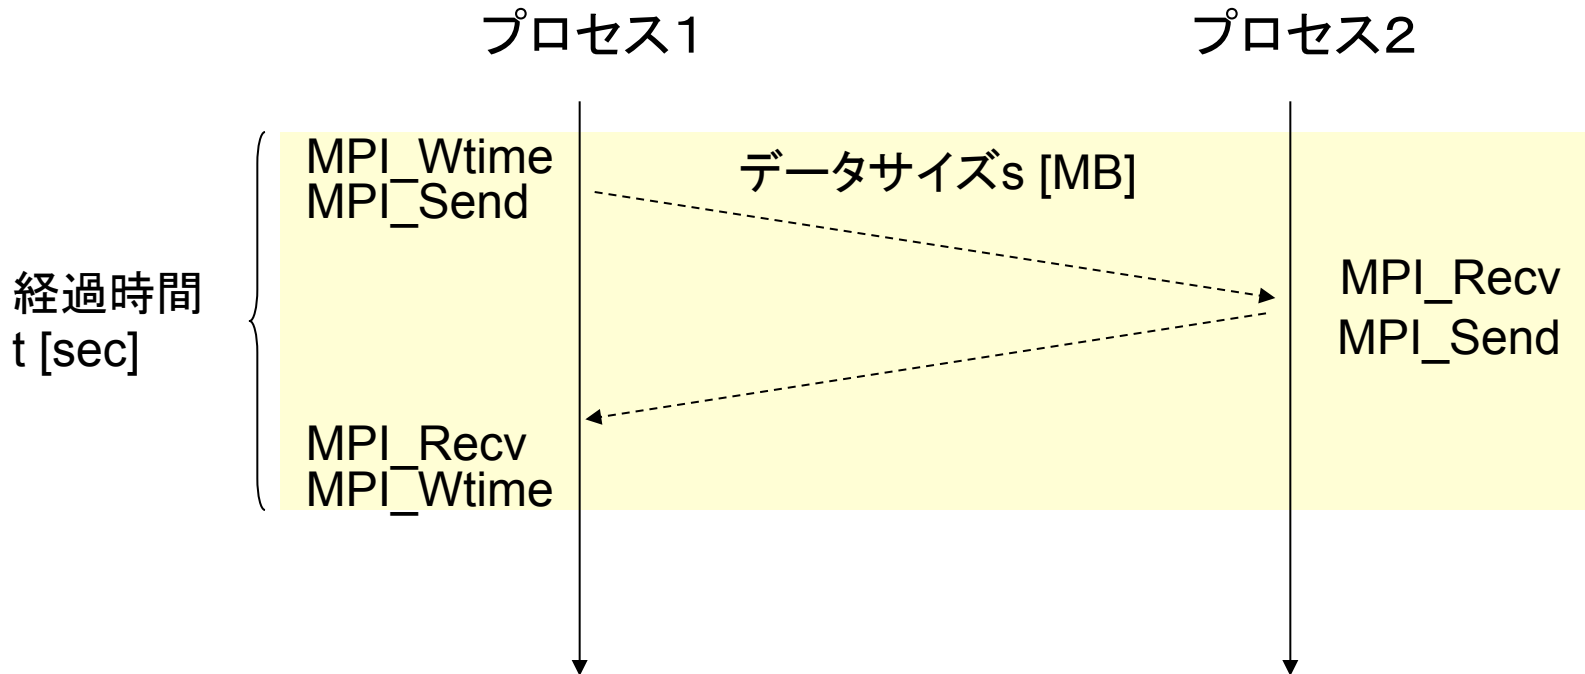 プロセス１ プロセス２
MPI_Wtime
データサイズs [MB]
MPI_Send
経過時間
t [sec]
MPI_Recv
MPI_Send
MPI_Recv
MPI_Wtime